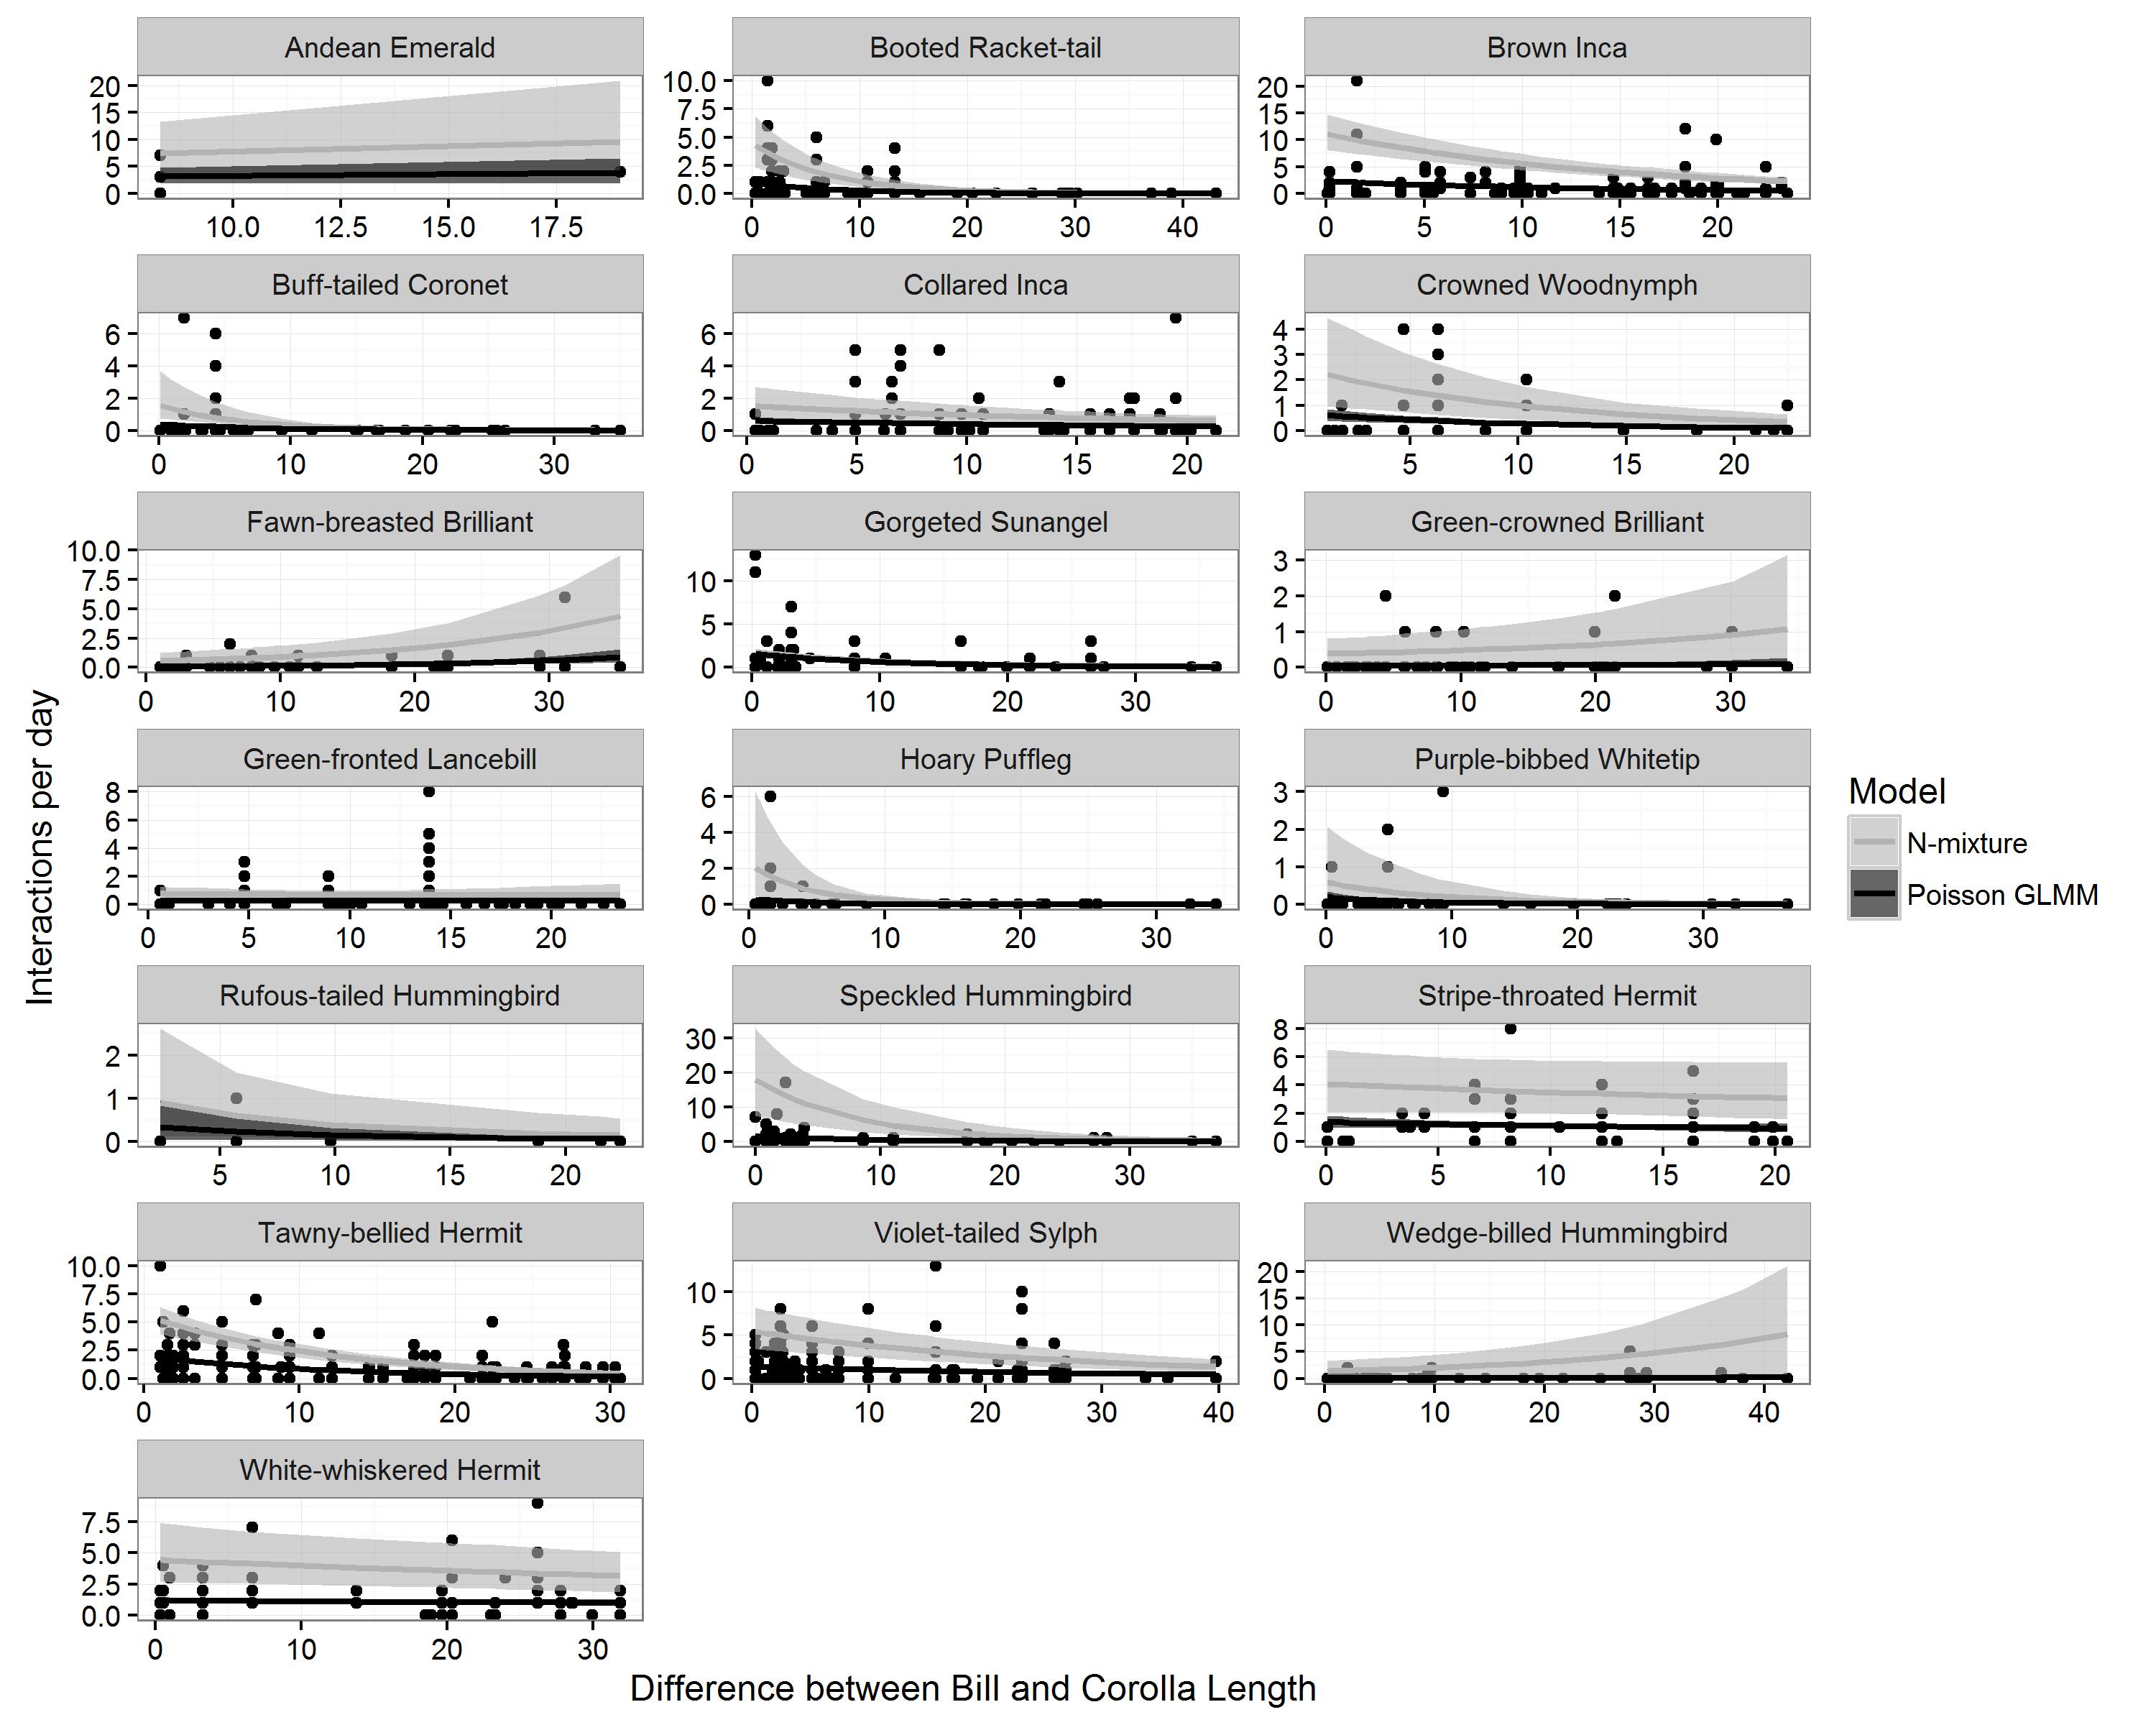 Andean Emerald Booted Racket-tail Brown Inca
20 15 10 5 0 10.0 7.5 5.0 2.5 0.0 20 15 10 5 0
10.0 12.5 15.0 17.5 0 10 20 30 40 0 5 10 15 20
Buff-tailed Coronet Collared Inca Crowned Woodnymph
6 4 2 0 6 4 2 0 4 3 2 1 0
0 10 20 30 0 5 10 15 20 5 10 15 20
Fawn-breasted Brilliant Gorgeted Sunangel Green-crowned Brilliant
10.0 7.5 5.0 2.5 0.0 10 5 0 3 2 1 0
0 10 20 30 0 10 20 30 0 10 20 30
Green-fronted Lancebill Hoary Puffleg Purple-bibbed Whitetip
8 6 4 2 0 6 4 2 0 3 2 1 0
0 5 10 15 20 0 10 20 30 0 10 20 30
Rufous-tailed Hummingbird Speckled Hummingbird Stripe-throated Hermit
2 1 0 30 20 10 0 8 6 4 2 0
5 10 15 20 0 10 20 30 0 5 10 15 20
Tawny-bellied Hermit Violet-tailed Sylph Wedge-billed Hummingbird
10.0 7.5 5.0 2.5 0.0 10 5 0 20 15 10 5 0
0 10 20 30 0 10 20 30 40 0 10 20 30 40
White-whiskered Hermit
7.5 5.0 2.5 0.0
0 10 20 30
Interactions per day
Difference between Bill and Corolla Length
Model
N-mixture
Poisson GLMM